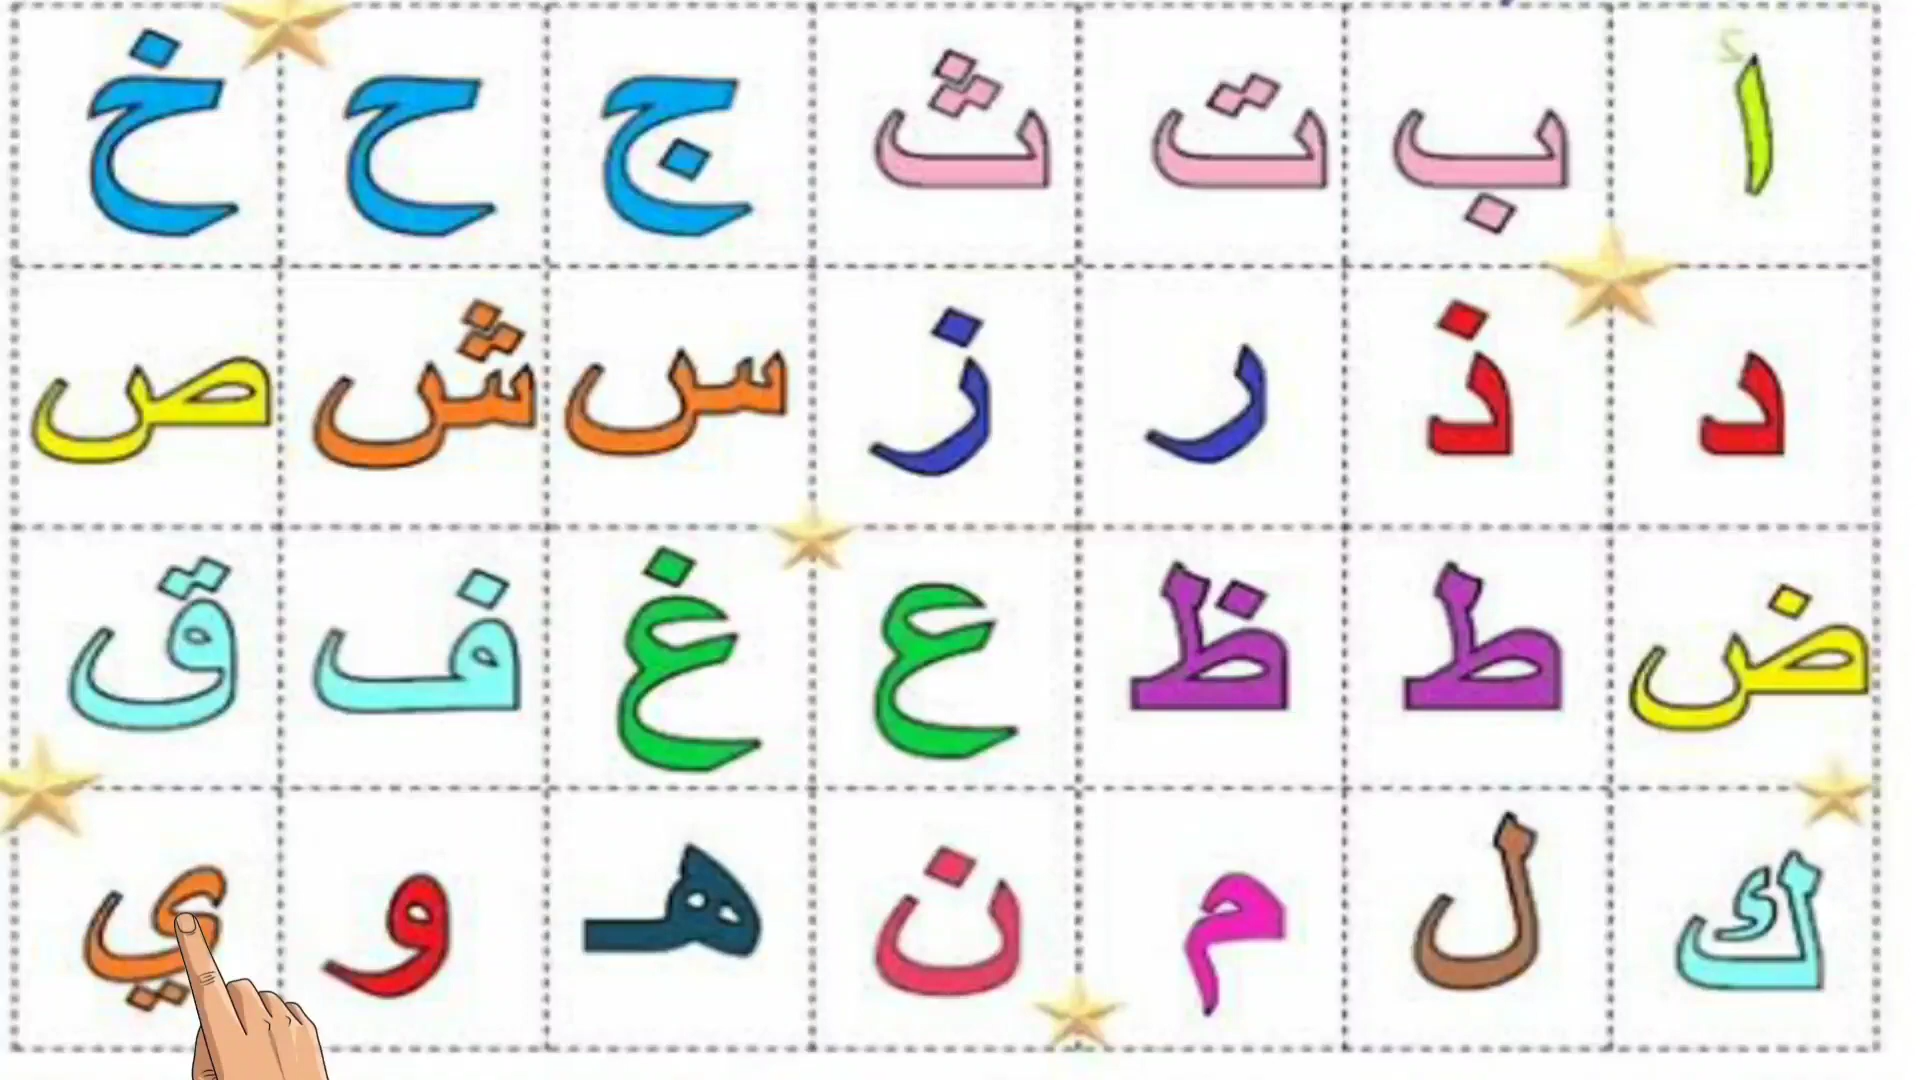 ا ب ت ث ج ح خ
د ذ ر ز س ش ص
ض ط ظ ع غ ف ق
ك ل م ن هـ و ي